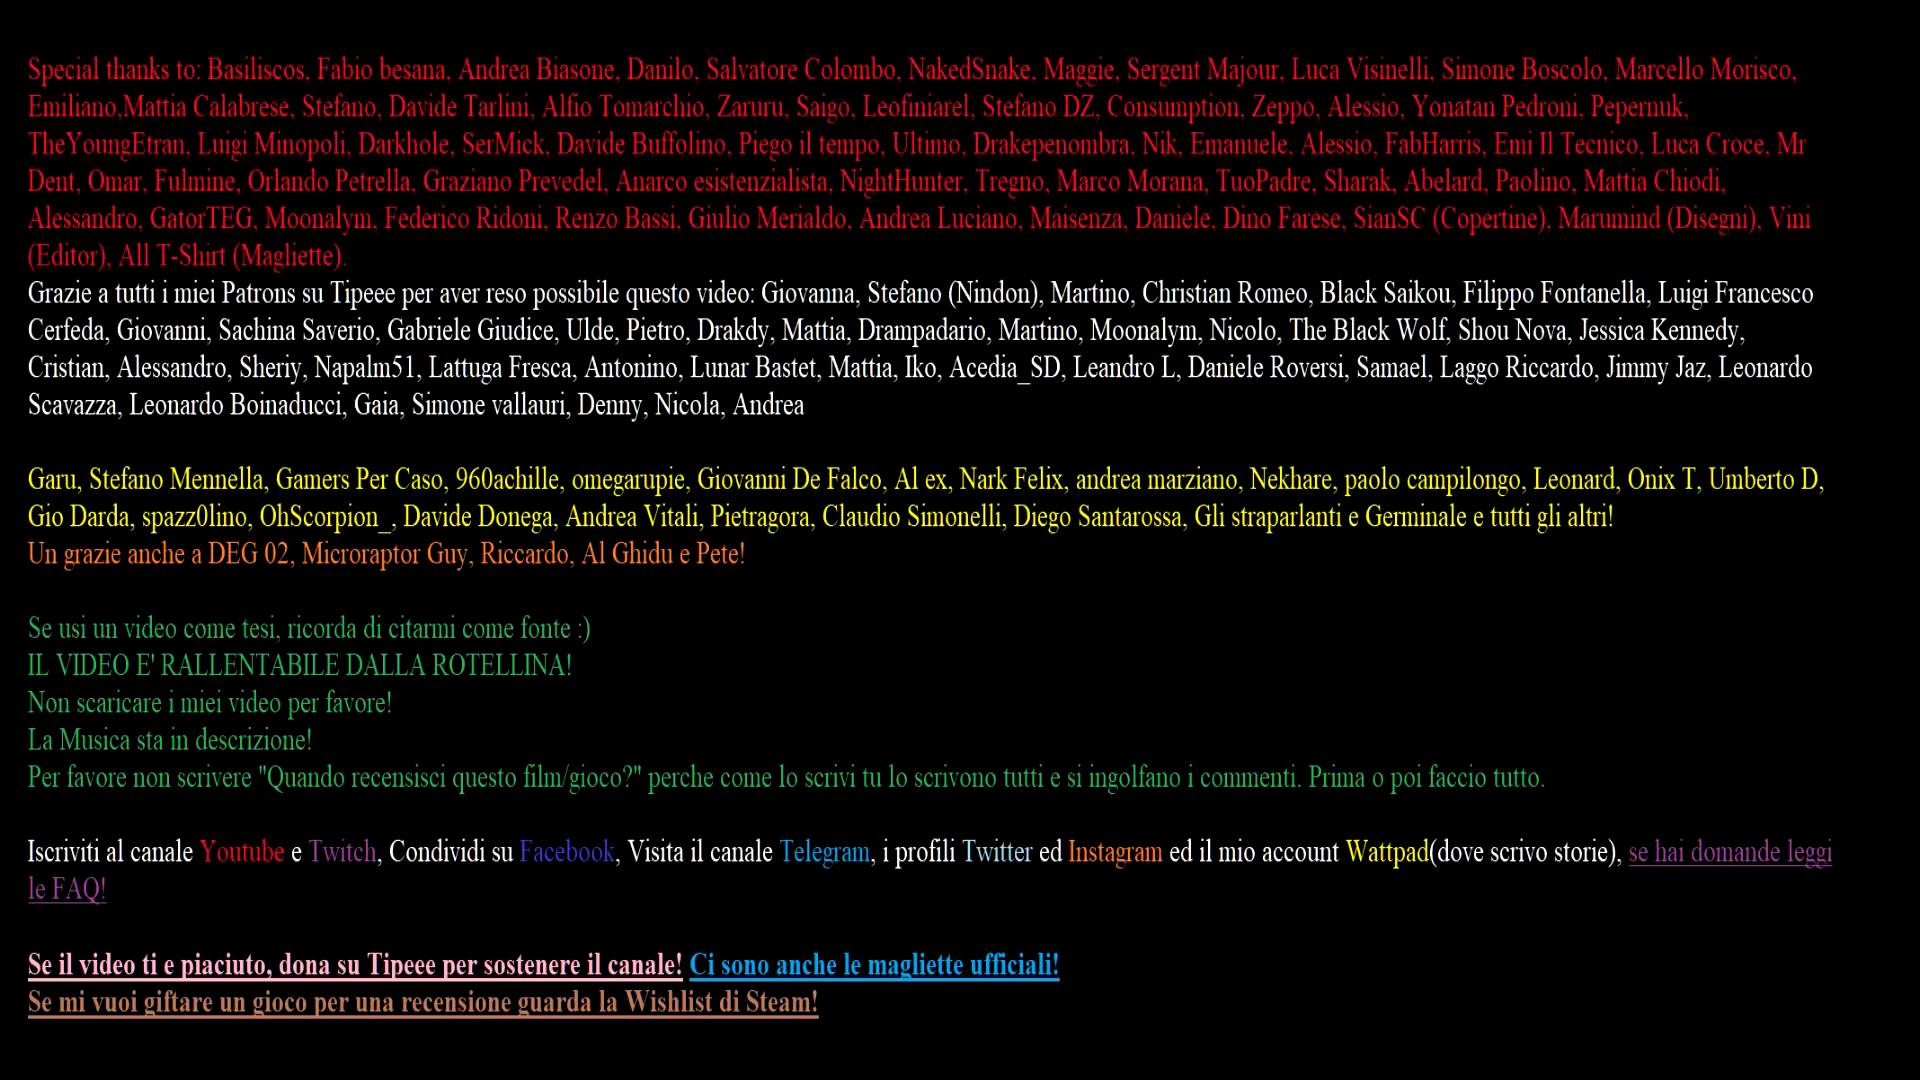 Special thanks to: Basiliscos, Fabio besana, Andrea Biasone, Danilo, Salvatore Colombo, NakedSnake, Maggie, Sergent Majour, Luca Visinelli, Simone Boscolo, Marcello Morisco,
Emiliano,Mattia Calabrese, Stefano, Davide Tarlini, Alfio Tomarchio, Zaruru, Saigo, Leofiniarel, Stefano DZ, Consumption, Zeppo, Alessio, Yonatan Pedroni, Pepernuk,
TheYoungEtran, Luigi Minopoli, Darkhole, SerMick, Davide Buffolino, Piego il tempo, Ultimo, Drakepenombra, Nik, Emanuele, Alessio, FabHarris, Emi Il Tecnico, Luca Croce, Mr
Dent, Omar, Fulmine, Orlando Petrella, Graziano Prevedel, Anarco esistenzialista, NightHunter, Tregno, Marco Morana, TuoPadre, Sharak, Abelard, Paolino, Mattia Chiodi,
Alessandro, GatorTEG, Moonalym, Federico Ridoni, Renzo Bassi, Giulio Merialdo, Andrea Luciano, Maisenza, Daniele, Dino Farese, SianSC (Copertine), Marumind (Disegni), Vini
(Editor), All T-Shirt (Magliette).
Grazie a tutti i miei Patrons su Tipeee per aver reso possibile questo video: Giovanna, Stefano (Nindon), Martino, Christian Romeo, Black Saikou, Filippo Fontanella, Luigi Francesco
Cerfeda, Giovanni, Sachina Saverio, Gabriele Giudice, Ulde, Pietro, Drakdy, Mattia, Drampadario, Martino, Moonalym, Nicolo, The Black Wolf, Shou Nova, Jessica Kennedy,
Cristian, Alessandro, Sheriy, Napalm51, Lattuga Fresca, Antonino, Lunar Bastet, Mattia, Iko, Acedia_SD, Leandro L, Daniele Roversi, Samael, Laggo Riccardo, Jimmy Jaz, Leonardo
Scavazza, Leonardo Boinaducci, Gaia, Simone vallauri, Denny, Nicola, Andrea
Garu, Stefano Mennella, Gamers Per Caso, 960achille, omegarupie, Giovanni De Falco, Al ex, Nark Felix, andrea marziano, Nekhare, paolo campilongo, Leonard, Onix T, Umberto D,
Gio Darda, spazz0lino, OhScorpion_, Davide Donega, Andrea Vitali, Pietragora, Claudio Simonelli, Diego Santarossa, Gli straparlanti e Germinale e tutti gli altri!
Un grazie anche a DEG 02, Microraptor Guy, Riccardo, Al Ghidu e Pete!
Se usi un video come tesi, ricorda di citarmi come fonte :)
IL VIDEO E' RALLENTABILE DALLA ROTELLINA!
Non scaricare i miei video per favore!
La Musica sta in descrizione!
Per favore non scrivere "Quando recensisci questo film/gioco?" perche come lo scrivi tu lo scrivono tutti e si ingolfano i commenti. Prima o poi faccio tutto.
Iscriviti al canale Youtube e Twitch, Condividi su Facebook, Visita il canale Telegram, i profili Twitter ed Instagram ed il mio account Wattpad(dove scrivo storie), se hai domande leggi
le FAQ!
Se il video ti e piaciuto, dona su Tipeee per sostenere il canale! Ci sono anche le magliette ufficiali!
Se mi vuoi giftare un gioco per una recensione guarda la Wishlist di Steam!